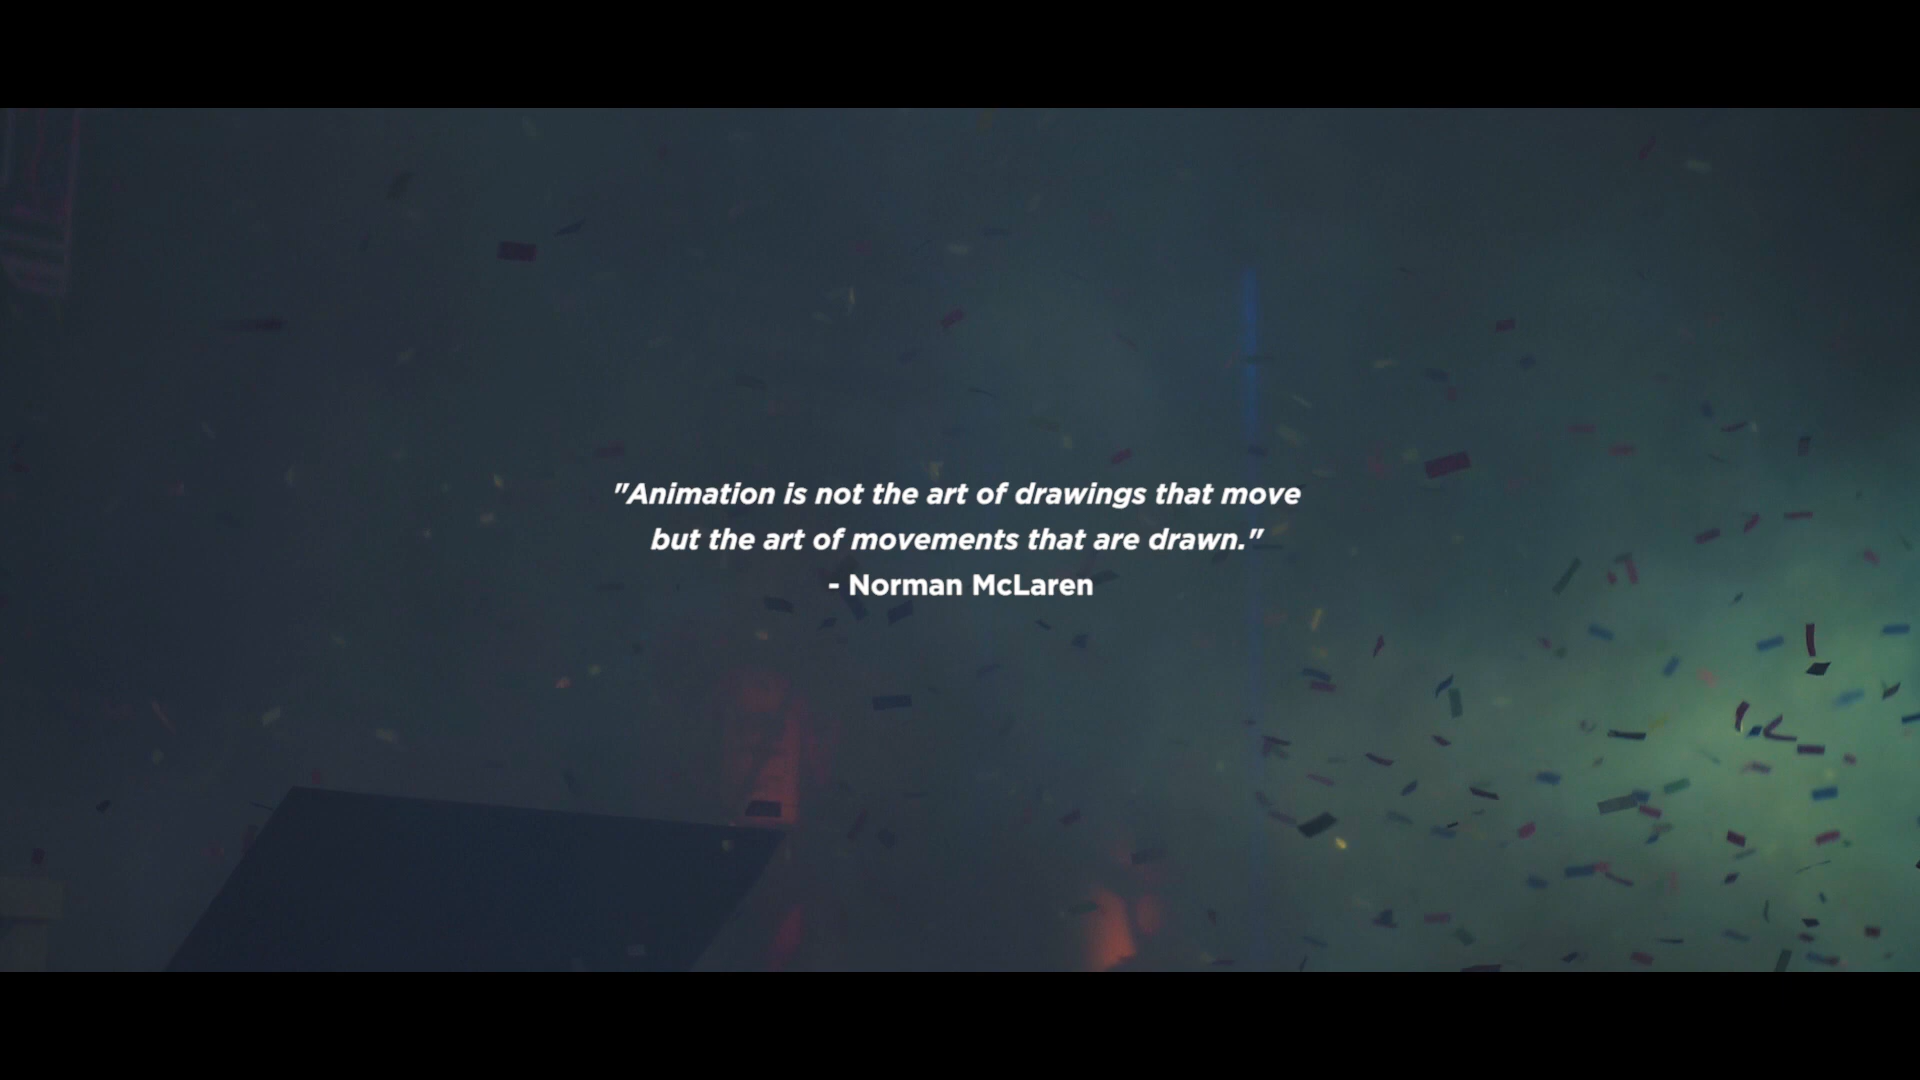 "Animation is not the art of drawings that move
but the art of movements that are drawn."
- Norman McLaren